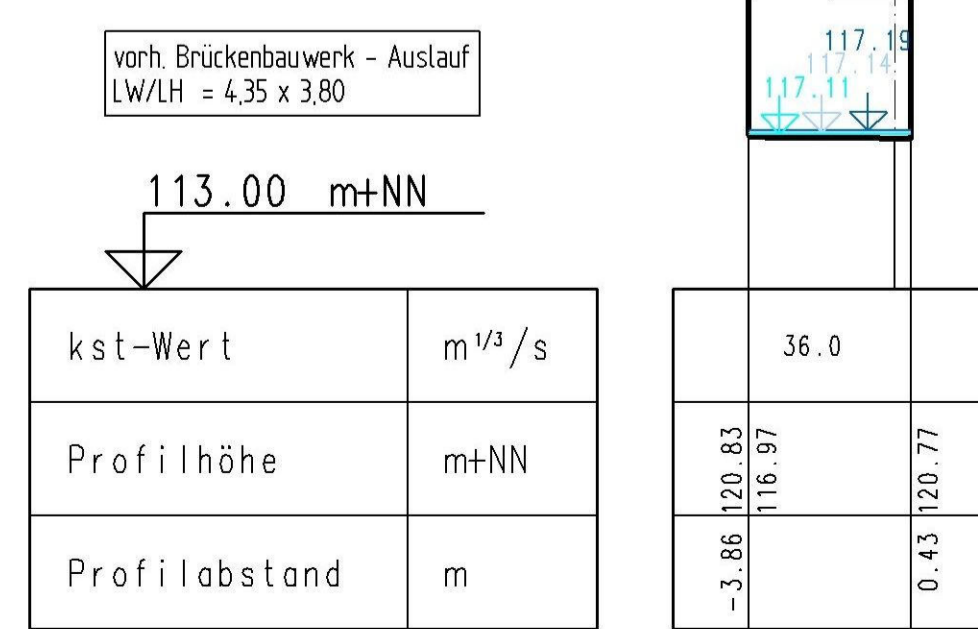 vorh. Brückenbauwerk - Auslauf
LW/LH = 4,35 x 3,80
117.19
117.14
117.11
113.00 m+NN
kst-Wert m¹/³/s 36.0
Profilhöhe m+NN 120.83 116.97 120.77
Profilabstand m -3.86 0.43